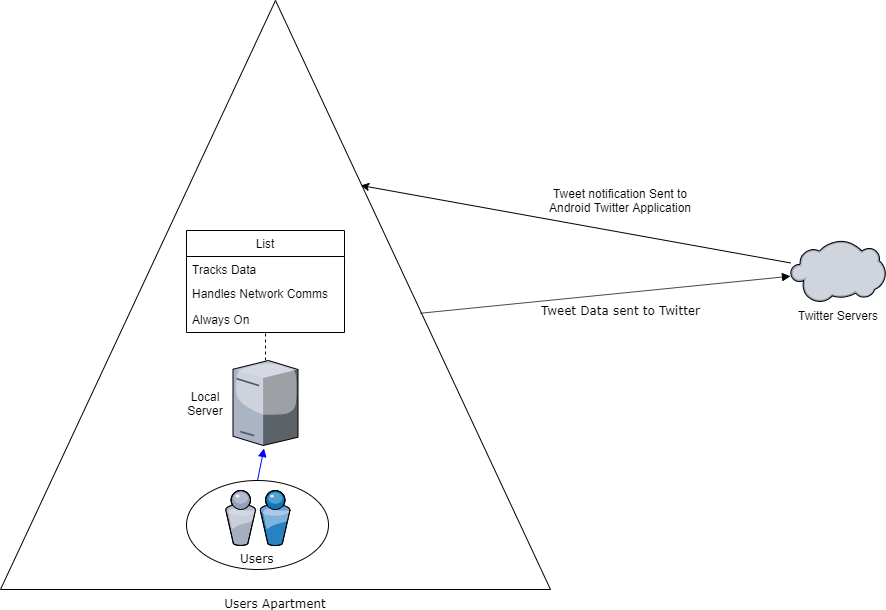 Tweet notification Sent to
Android Twitter Application
List
Tracks Data
Handles Network Comms
Always On
Tweet Data sent to Twitter
Twitter Servers
Local
Server
Users
Users Apartment